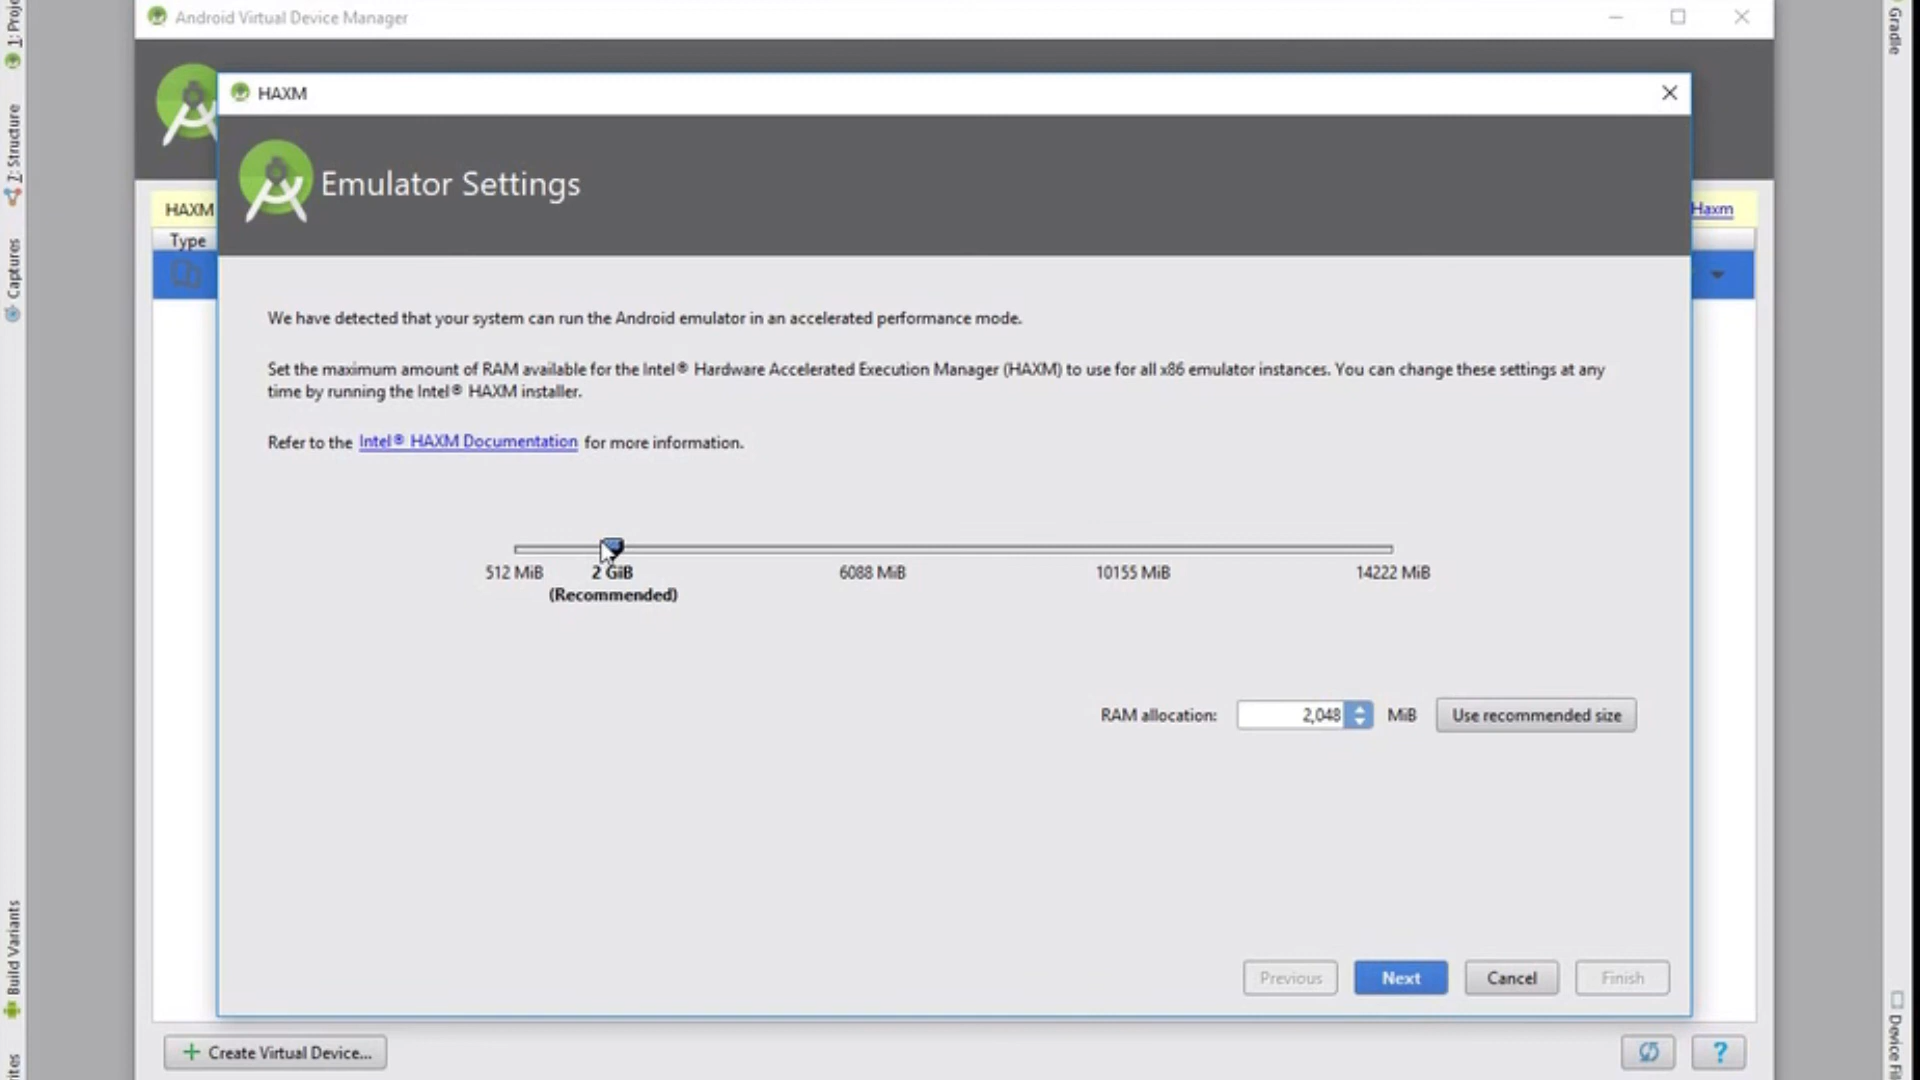 Android Virtual Device Manager
HAXM
Emulator Settings
HAXM
Haxm
Type
We have detected that your system can run the Android emulator in an accelerated performance mode.
Set the maximum amount of RAM available for the Intel® Hardware Accelerated Execution Manager (HAXM) to use for all x86 emulator instances. You can change these settings at any
time by running the Intel® HAXM installer.
Refer to the Intel® HAXM Documentation for more information.
512 MiB 2 GiB 6088 MiB 10155 MiB 14222 MiB
(Recommended)
RAM allocation: 2,048 MiB Use recommended size
Previous Next Cancel Finish
Create Virtual Device... ?
1: Proje
7: Structure
Captures
Build Variants
rites
Gradle
Device Fil